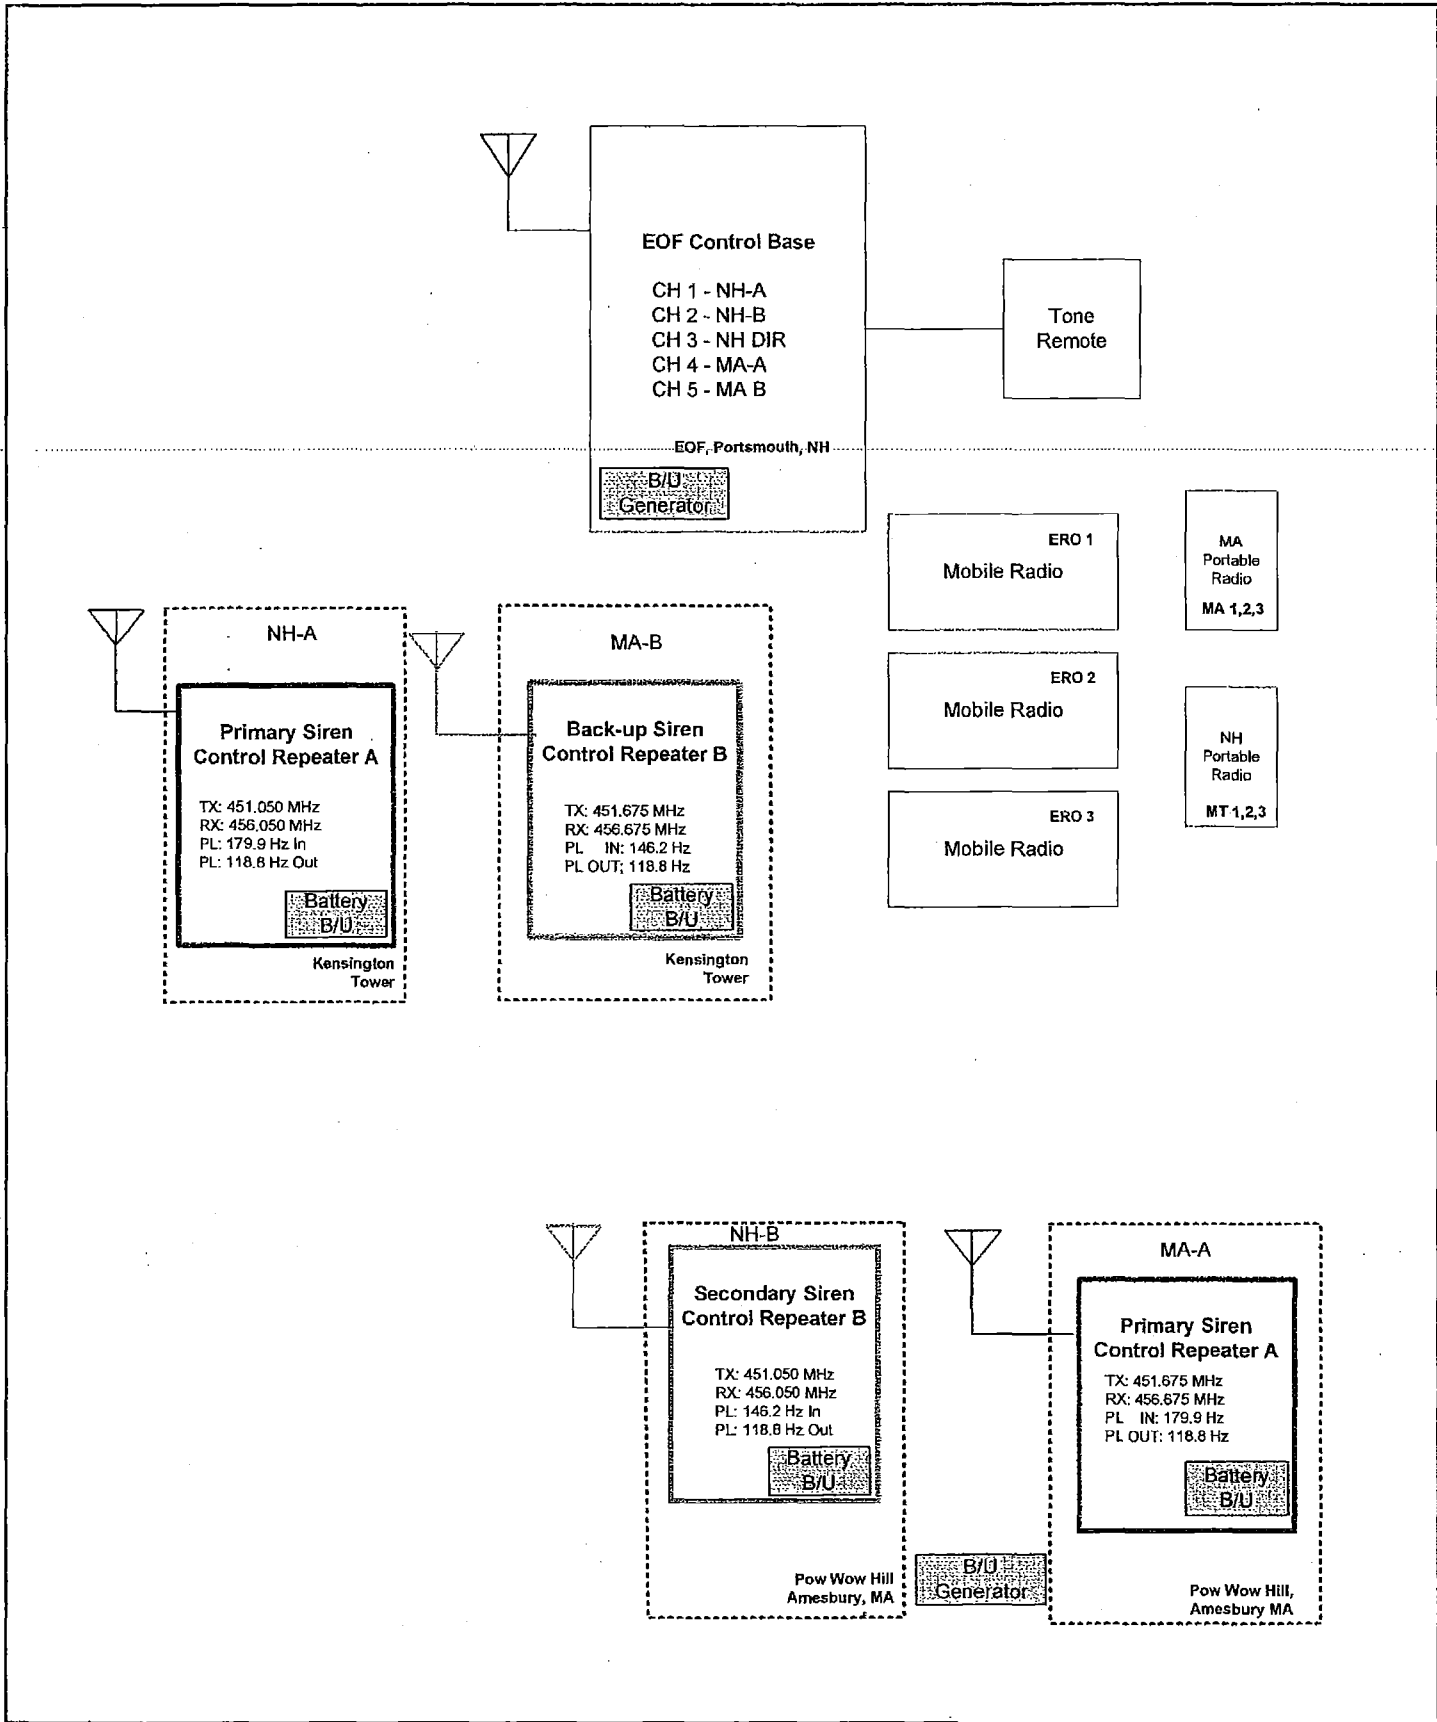 EOF Control Base
CH 1 - NH-A
CH 2 - NH-B
CH 3 - NH DIR
CH 4 - MA-A
CH 5 - MA B
Tone
Remote
EOF, Portsmouth, NH
B/U
Generator
ERO 1
Mobile Radio
MA
Portable
Radio
MA 1,2,3
NH-A
Primary Siren
Control Repeater A
TX: 451.050 MHz
RX: 456.050 MHz
PL: 179.9 Hz In
PL: 118.8 Hz Out
Battery
B/U
Kensington
Tower
MA-B
Back-up Siren
Control Repeater B
TX: 451.675 MHz
RX: 456.675 MHz
PL IN: 146.2 Hz
PL OUT: 118.8 Hz
Battery
B/U
Kensington
Tower
ERO 2
Mobile Radio
NH
Portable
Radio
MT 1,2,3
ERO 3
Mobile Radio
NH-B
Secondary Siren
Control Repeater B
TX: 451.050 MHz
RX: 456.050 MHz
PL: 146.2 Hz In
PL: 118.8 Hz Out
Battery
B/U
Pow Wow Hill
Amesbury, MA
B/U
Generator
MA-A
Primary Siren
Control Repeater A
TX: 451.675 MHz
RX: 456.675 MHz
PL IN: 179.9 Hz
PL OUT: 118.8 Hz
Battery
B/U
Pow Wow Hill,
Amesbury MA